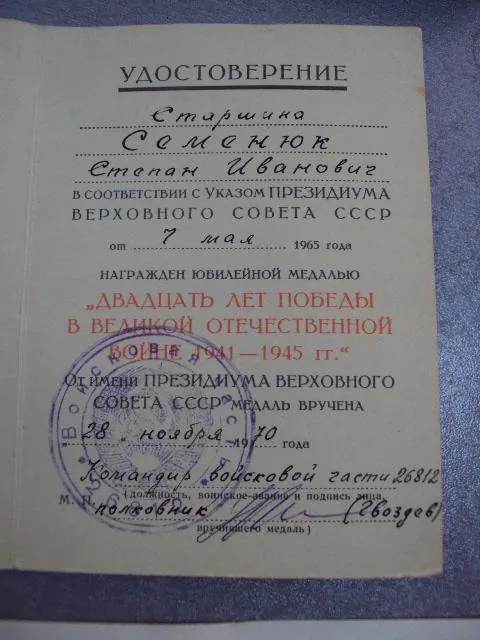 УДОСТОВЕРЕНИЕ
Старшина
Семенюк
Степан Иванович
В СООТВЕТСТВИИ С УКАЗОМ ПРЕЗИДИУМА
ВЕРХОВНОГО СОВЕТА СССР
от 7 мая 1965 года
НАГРАЖДЕН ЮБИЛЕЙНОЙ МЕДАЛЬЮ
„ДВАДЦАТЬ ЛЕТ ПОБЕДЫ
В ВЕЛИКОЙ ОТЕЧЕСТВЕННОЙ
ВОЙНЕ 1941—1945 гг.“
От имени ПРЕЗИДИУМА ВЕРХОВНОГО
СОВЕТА СССР МЕДАЛЬ ВРУЧЕНА
„28 „ ноября 1970 года
Командир войсковой части 26812
М. П. (должность, воинское звание и подпись лица,
полковник (Гвоздев)
вручившего медаль)
Войсковая часть